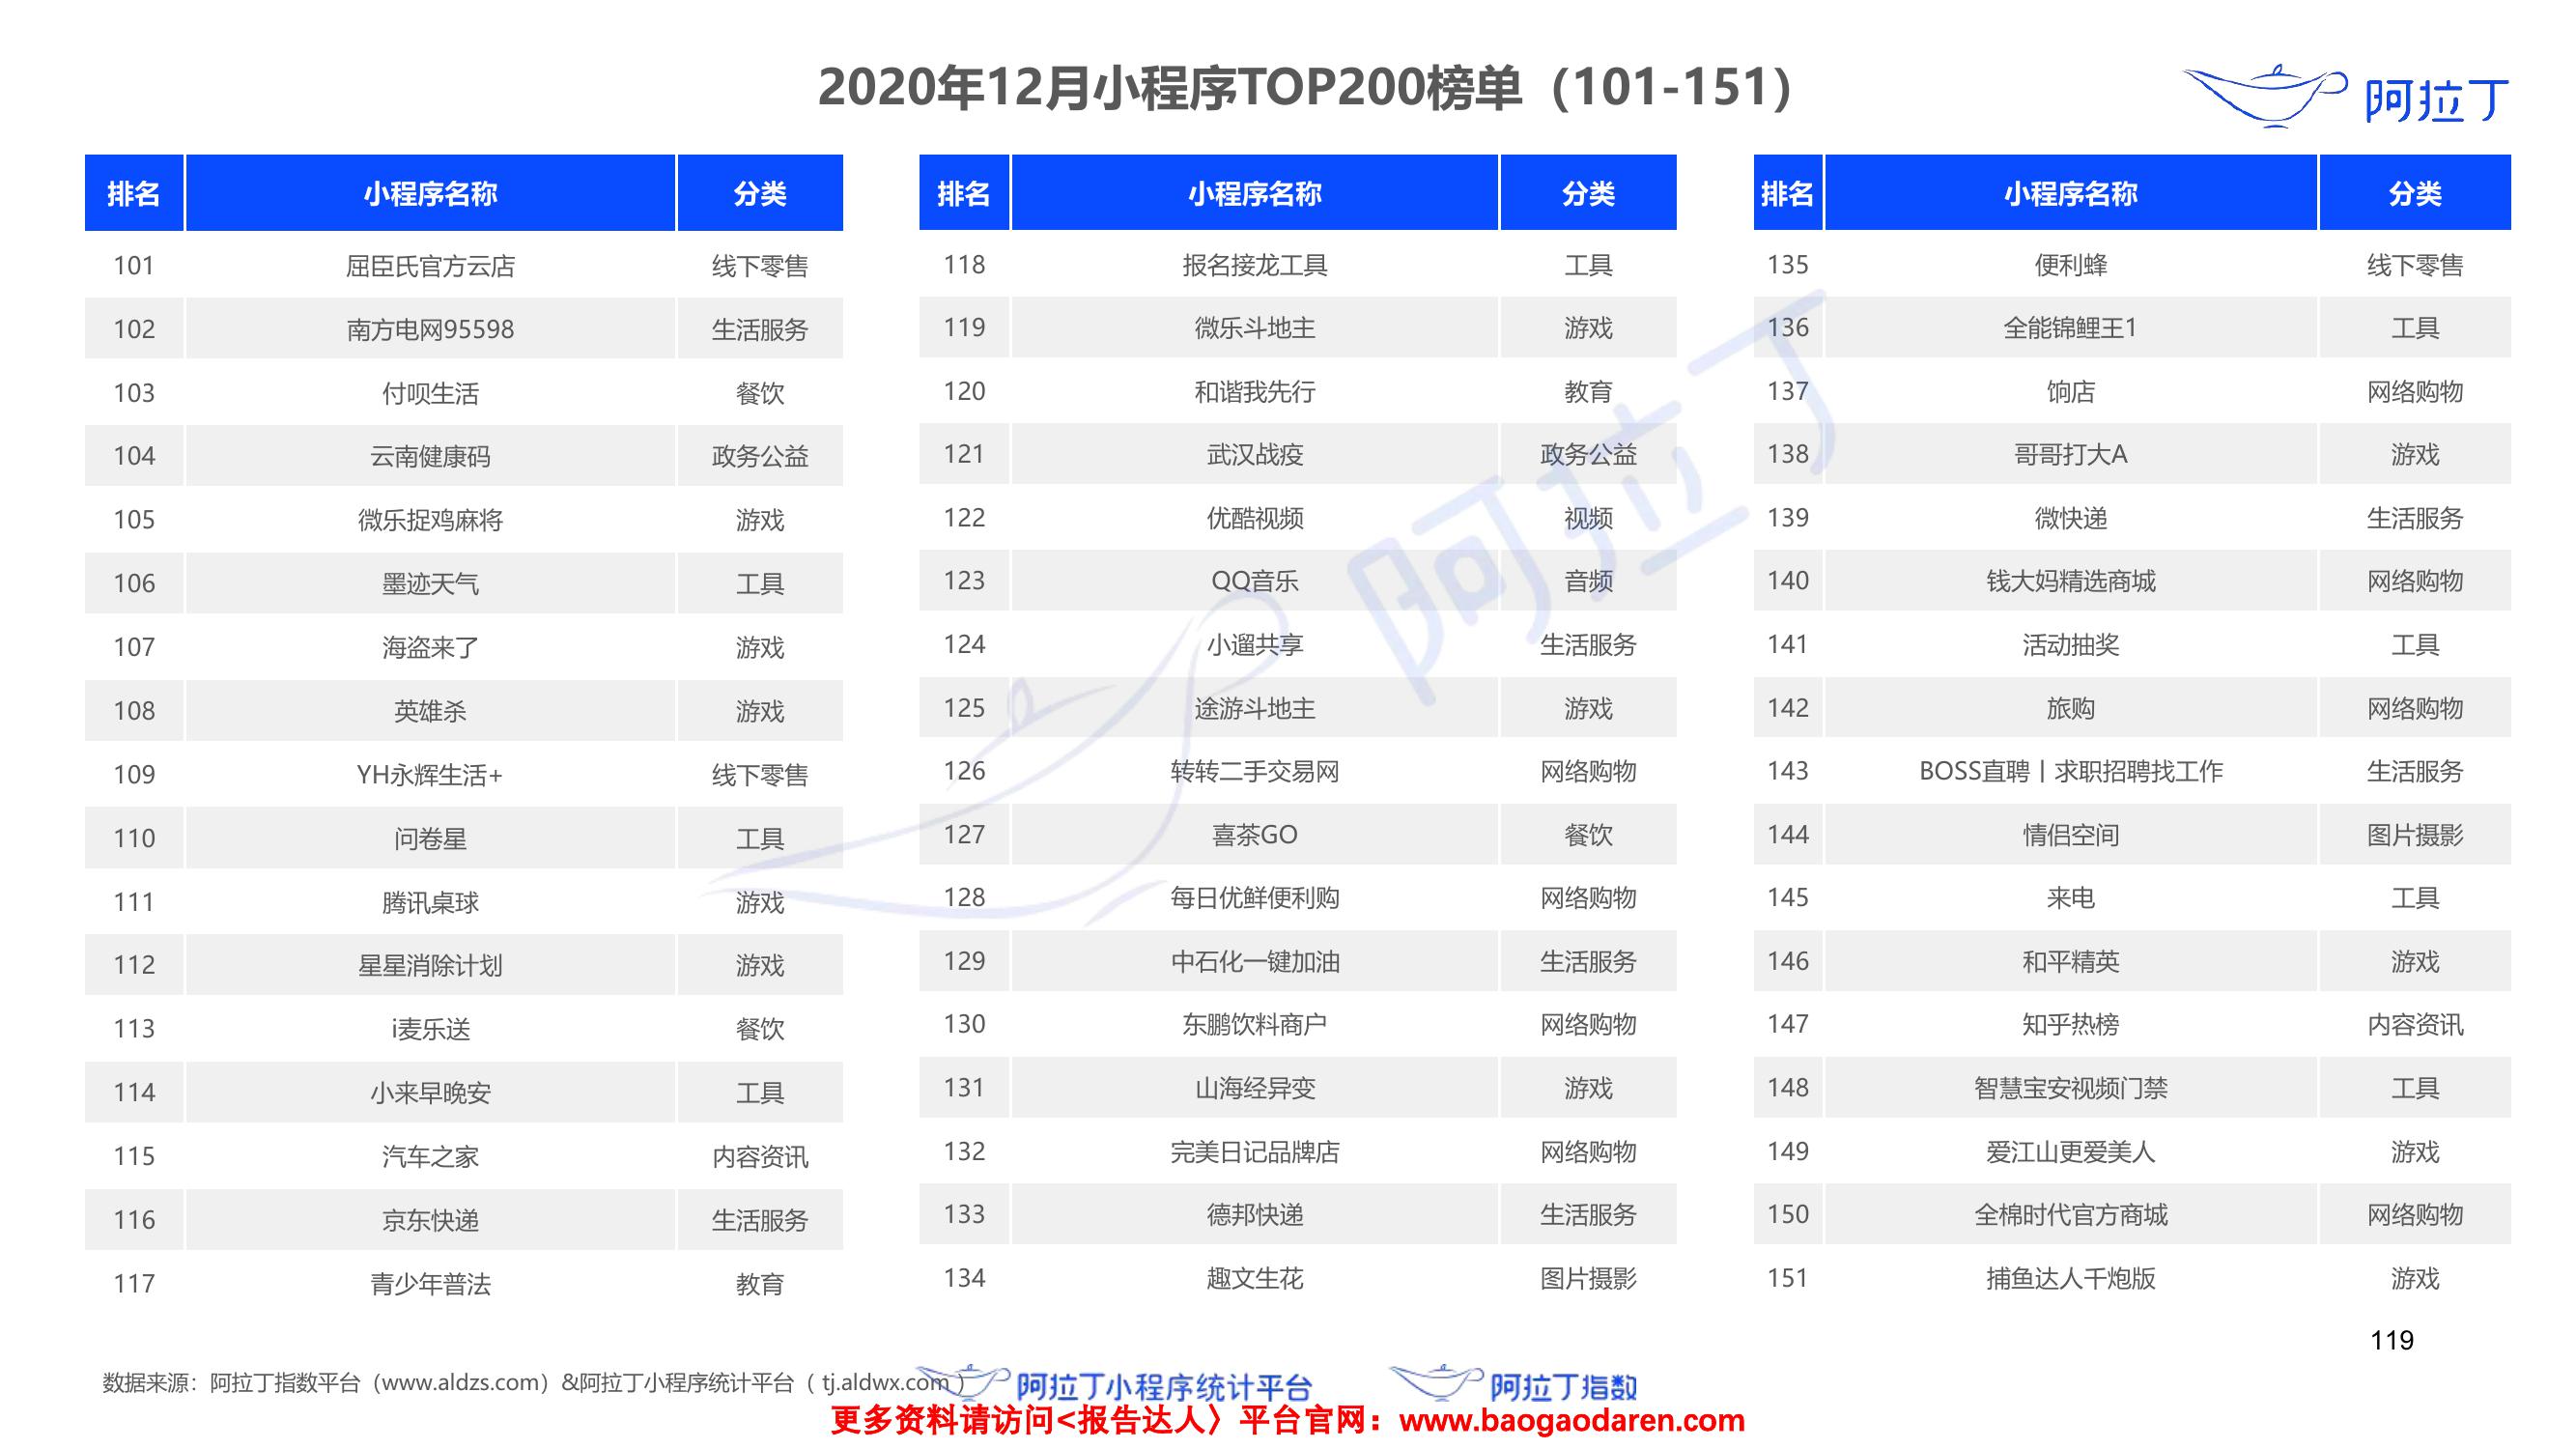 2020年12月小程序TOP200榜单（101-151）
阿拉丁
排名 小程序名称 分类
101 屈臣氏官方云店 线下零售
102 南方电网95598 生活服务
103 付呗生活 餐饮
104 云南健康码 政务公益
105 微乐捉鸡麻将 游戏
106 墨迹天气 工具
107 海盗来了 游戏
108 英雄杀 游戏
109 YH永辉生活+ 线下零售
110 问卷星 工具
111 腾讯桌球 游戏
112 星星消除计划 游戏
113 i麦乐送 餐饮
114 小来早晚安 工具
115 汽车之家 内容资讯
116 京东快递 生活服务
117 青少年普法 教育
排名 小程序名称 分类
118 报名接龙工具 工具
119 微乐斗地主 游戏
120 和谐我先行 教育
121 武汉战疫 政务公益
122 优酷视频 视频
123 QQ音乐 音频
124 小遛共享 生活服务
125 途游斗地主 游戏
126 转转二手交易网 网络购物
127 喜茶GO 餐饮
128 每日优鲜便利购 网络购物
129 中石化一键加油 生活服务
130 东鹏饮料商户 网络购物
131 山海经异变 游戏
132 完美日记品牌店 网络购物
133 德邦快递 生活服务
134 趣文生花 图片摄影
排名 小程序名称 分类
135 便利蜂 线下零售
136 全能锦鲤王1 工具
137 饷店 网络购物
138 哥哥打大A 游戏
139 微快递 生活服务
140 钱大妈精选商城 网络购物
141 活动抽奖 工具
142 旅购 网络购物
143 BOSS直聘丨求职招聘找工作 生活服务
144 情侣空间 图片摄影
145 来电 工具
146 和平精英 游戏
147 知乎热榜 内容资讯
148 智慧宝安视频门禁 工具
149 爱江山更爱美人 游戏
150 全棉时代官方商城 网络购物
151 捕鱼达人千炮版 游戏
阿拉丁
119
数据来源：阿拉丁指数平台（www.aldzs.com）&阿拉丁小程序统计平台（ tj.aldwx.com ）
阿拉丁小程序统计平台 阿拉丁指数
更多资料请访问<报告达人〉平台官网：www.baogaodaren.com